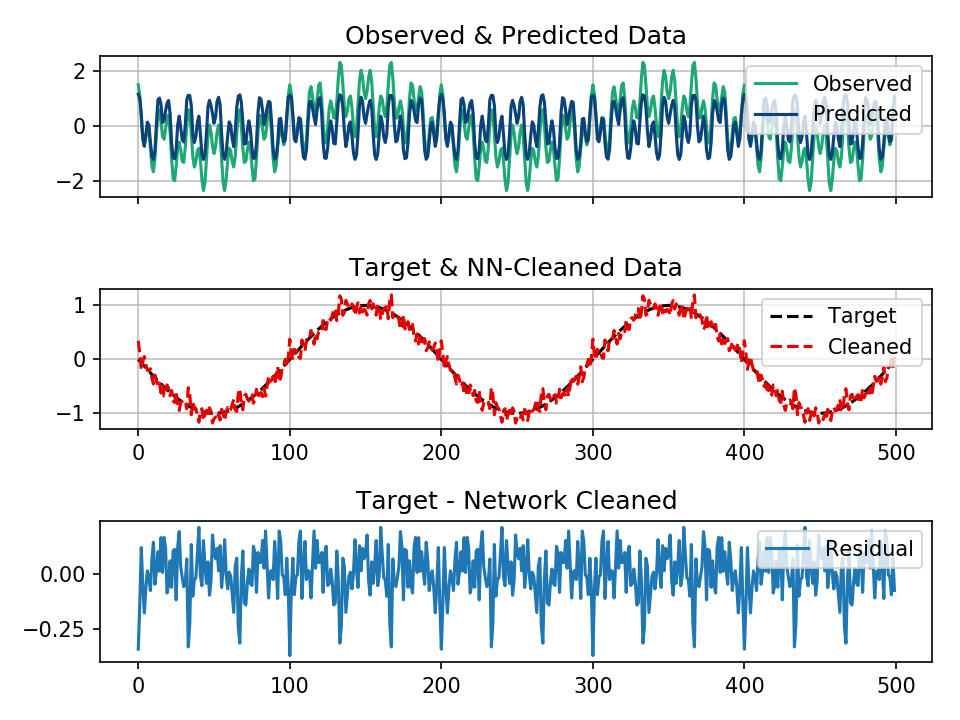 Observed & Predicted Data
2
0
−2
Observed
Predicted
Target & NN-Cleaned Data
1
0
−1
Target
Cleaned
0 100 200 300 400 500
Target - Network Cleaned
0.00
−0.25
Residual
0 100 200 300 400 500